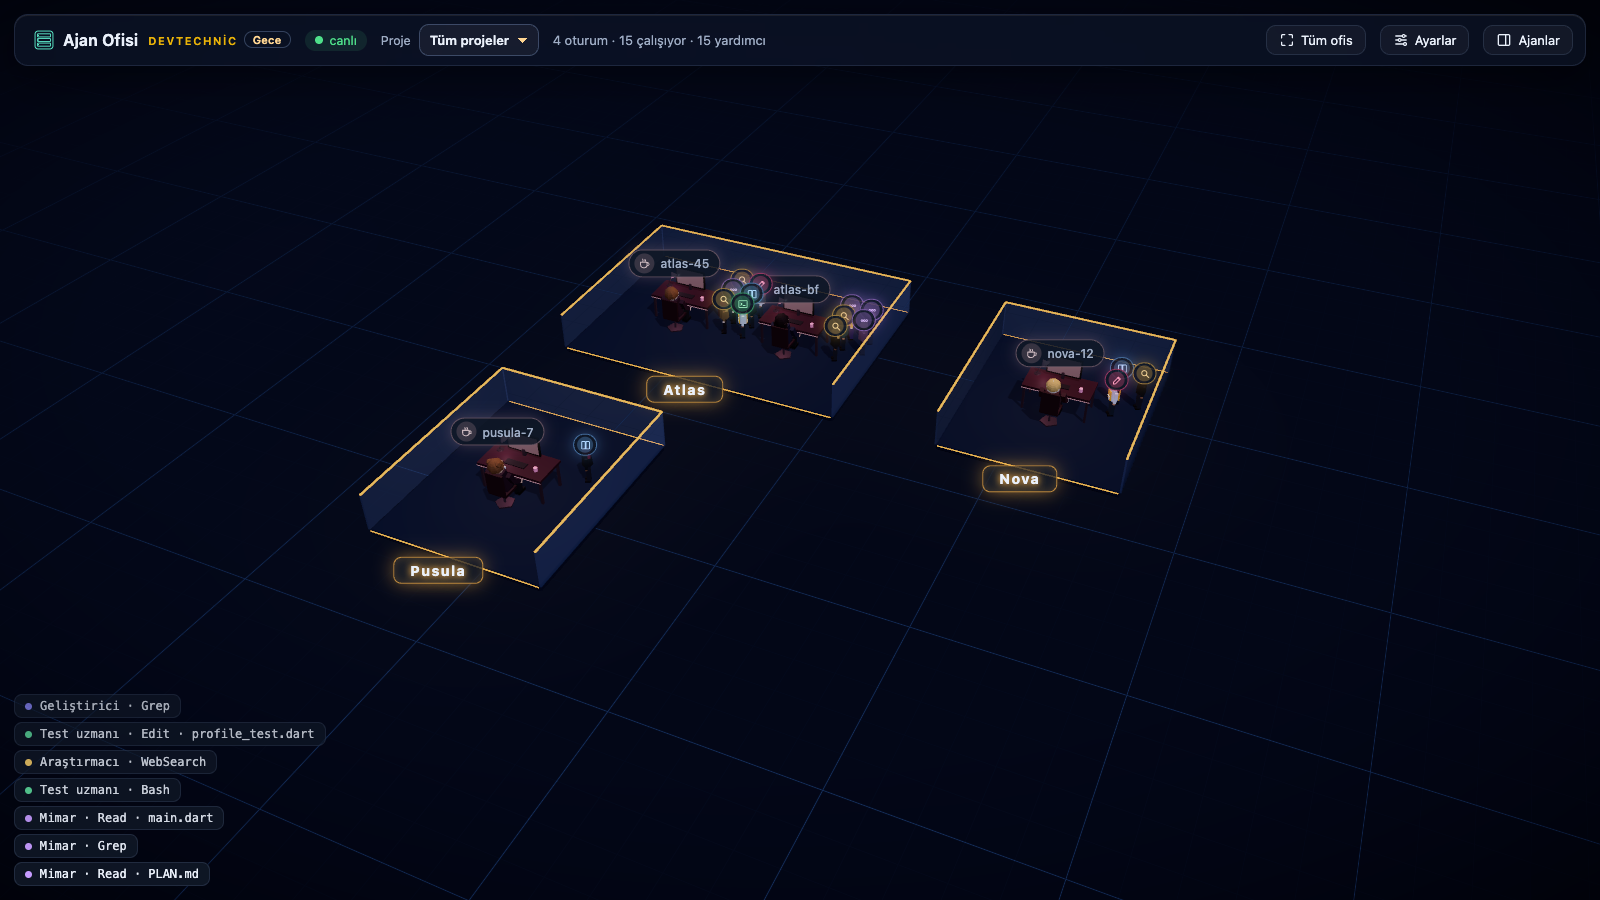 Ajan Ofisi DEVTECHNİC Gece canlı Proje Tüm projeler 4 oturum · 15 çalışıyor · 15 yardımcı Tüm ofis Ayarlar Ajanlar
atlas-45
atlas-bf
Atlas
nova-12
Nova
pusula-7
Pusula
Geliştirici · Grep
Test uzmanı · Edit · profile_test.dart
Araştırmacı · WebSearch
Test uzmanı · Bash
Mimar · Read · main.dart
Mimar · Grep
Mimar · Read · PLAN.md